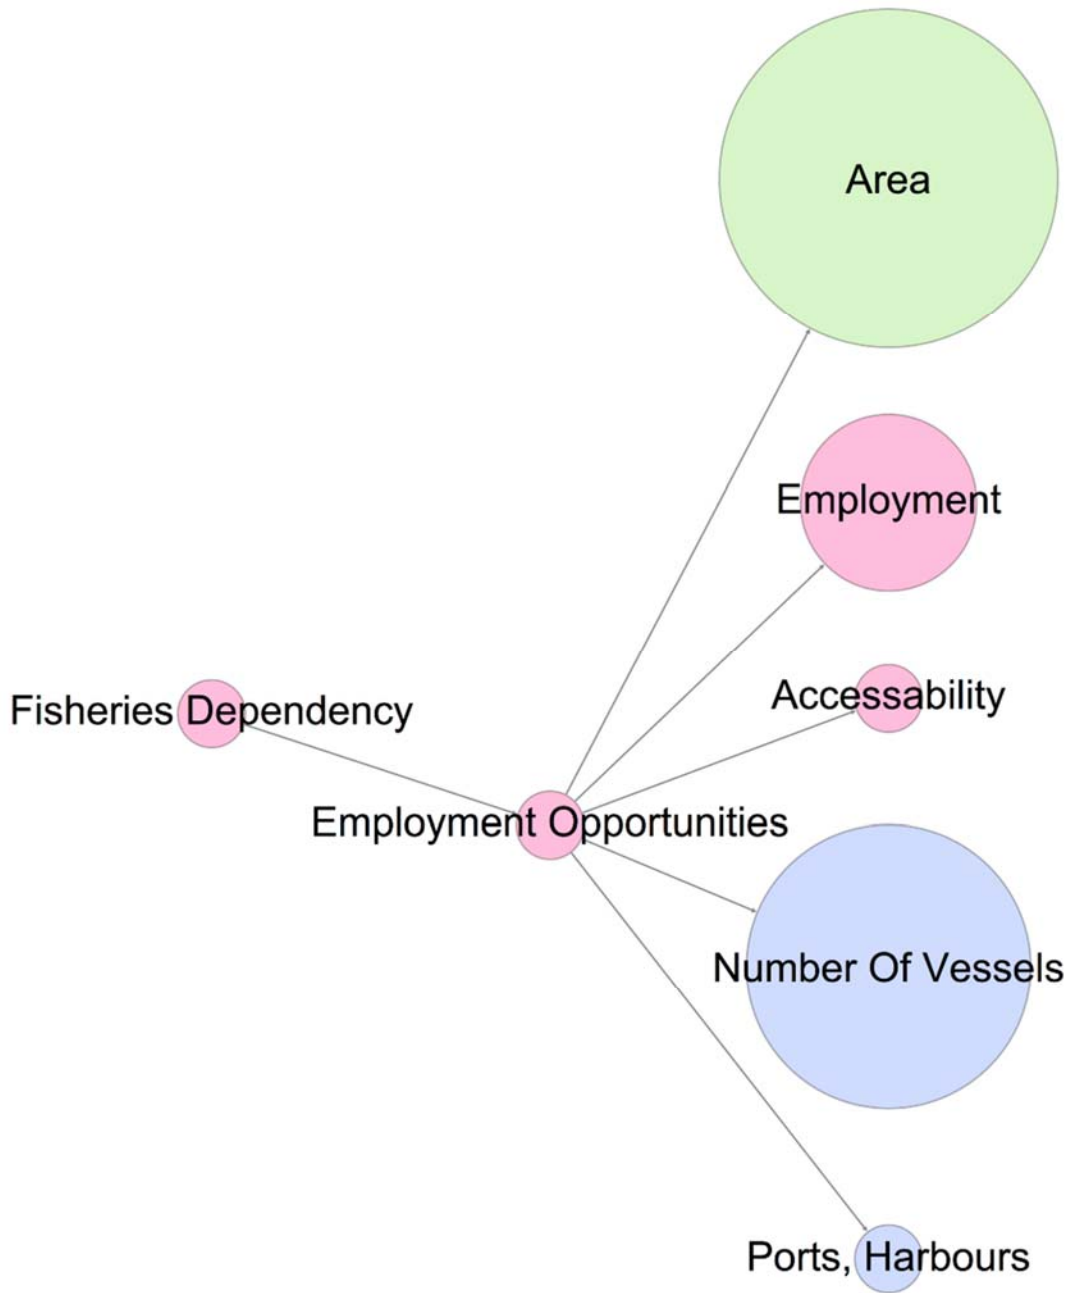 Area
Employment
Accessability
Fisheries Dependency
Employment Opportunities
Number Of Vessels
Ports, Harbours